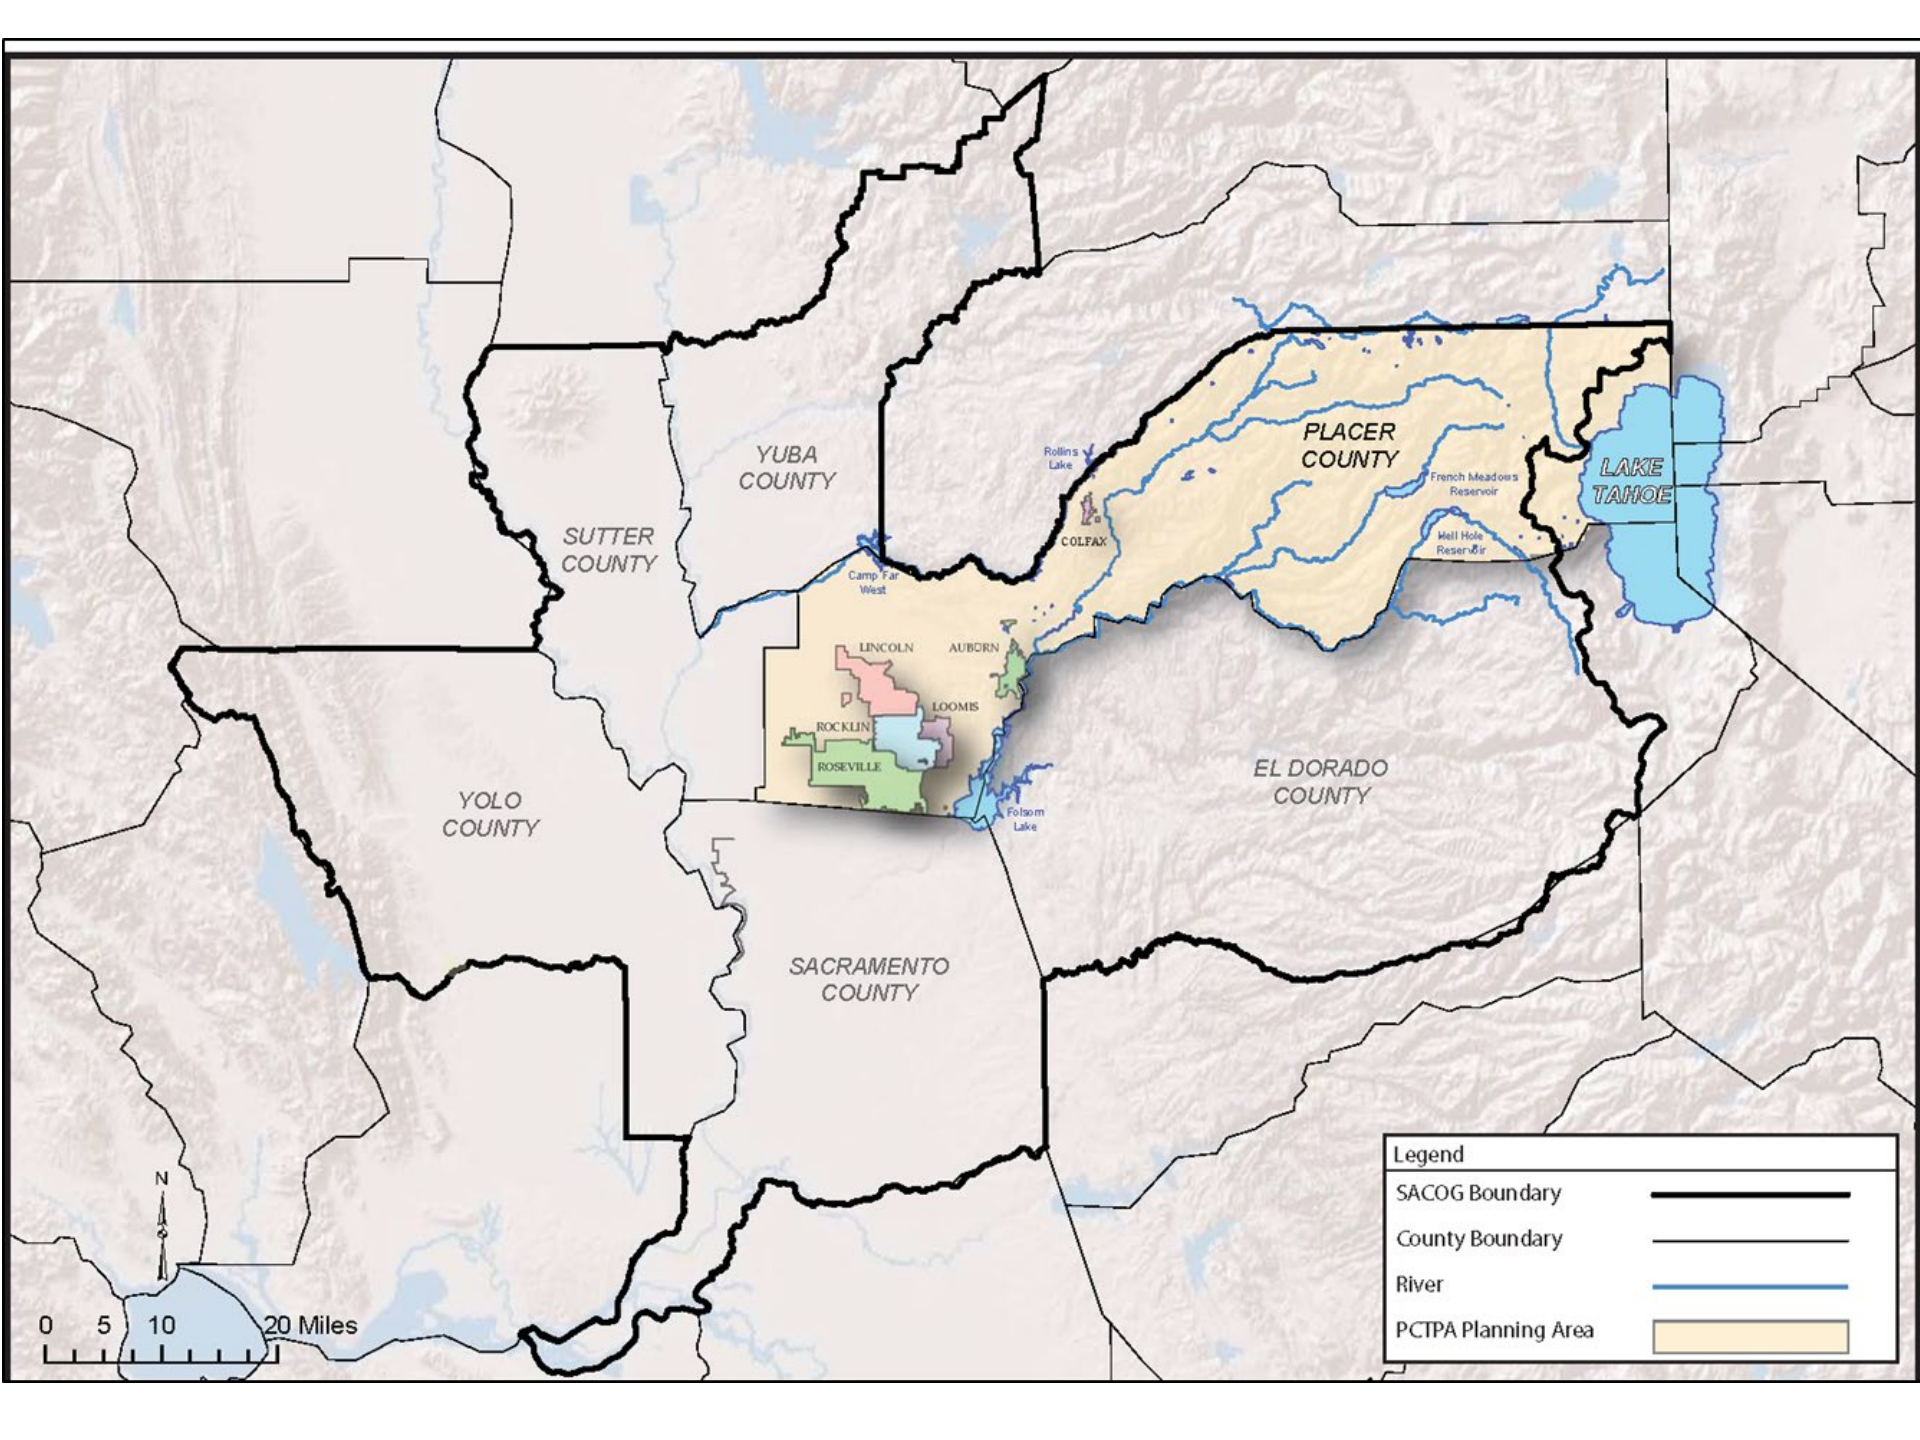 YUBA
COUNTY
SUTTER
COUNTY
PLACER
COUNTY
Rollins
Lake
French Meadows
Reservoir
LAKE
TAHOE
COLFAX
Hell Hole
Reservoir
Camp Far
West
LINCOLN
AUBURN
LOOMIS
ROCKLIN
ROSEVILLE
Folsom
Lake
EL DORADO
COUNTY
YOLO
COUNTY
SACRAMENTO
COUNTY
N
0 5 10 20 Miles
Legend
SACOG Boundary
County Boundary
River
PCTPA Planning Area